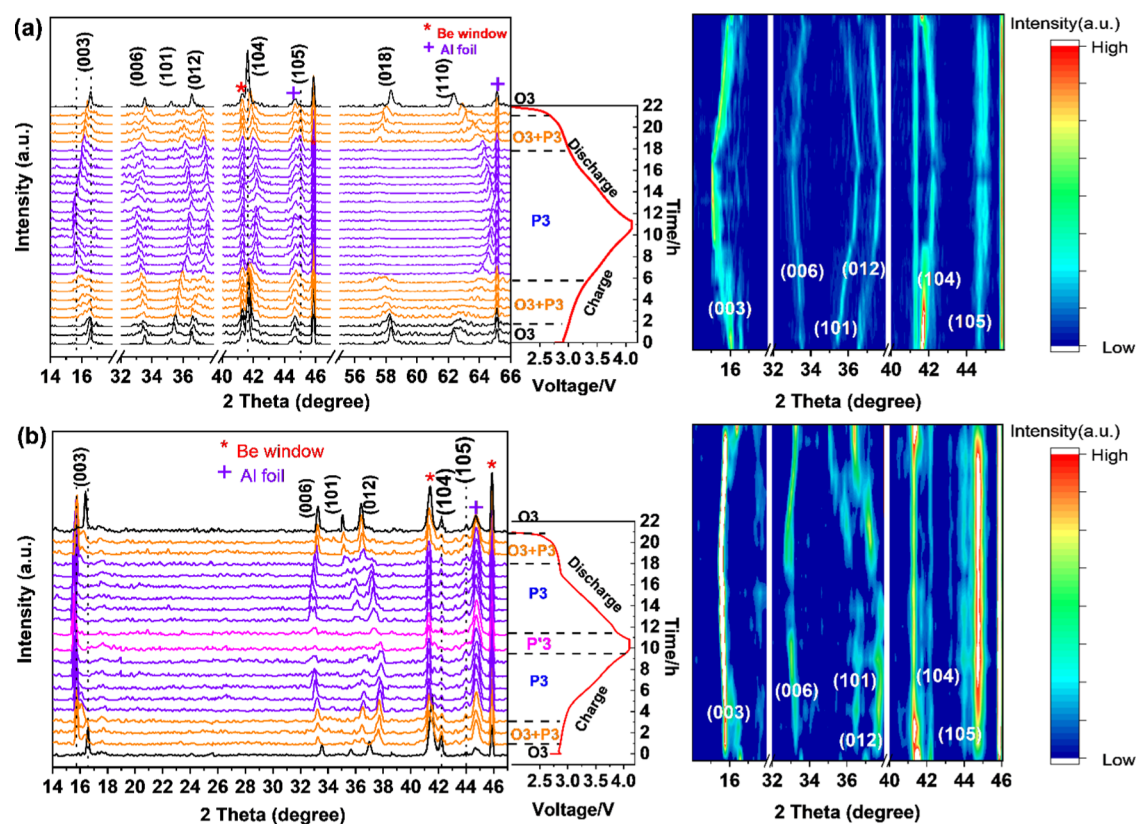 (a)
* Be window
+ Al foil
(003)
(006)
(101)
(012)
*
(104)
+
(105)
(018)
(110)
+
O3
O3+P3
P3
O3+P3
O3
Discharge
Charge
22
20
18
16
14
12
10
8
6
4
2
0
Time/h
Intensity (a.u.)
14 16 32 34 36 38 40 42 44 46 56 58 60 62 64 66
2 Theta (degree)
2.5 3.0 3.5 4.0
Voltage/V
(003)
(006)
(101)
(012)
(104)
(105)
16 32 34 36 40 42 44
2 Theta (degree)
Intensity(a.u.)
High
Low
(b)
* Be window
+ Al foil
(003)
(006)
(101)
(012)
*
(104)
+
(105)
*
O3
O3+P3
P3
P'3
P3
O3+P3
O3
Discharge
Charge
22
20
18
16
14
12
10
8
6
4
2
0
Time/h
Intensity (a.u.)
14 16 18 20 22 24 26 28 30 32 34 36 38 40 42 44 46
2 Theta (degree)
2.5 3.0 3.5 4.0
Voltage/V
(003)
(006)
(101)
(012)
(104)
(105)
16 32 34 36 38 40 42 44 46
2 Theta (degree)
Intensity(a.u.)
High
Low